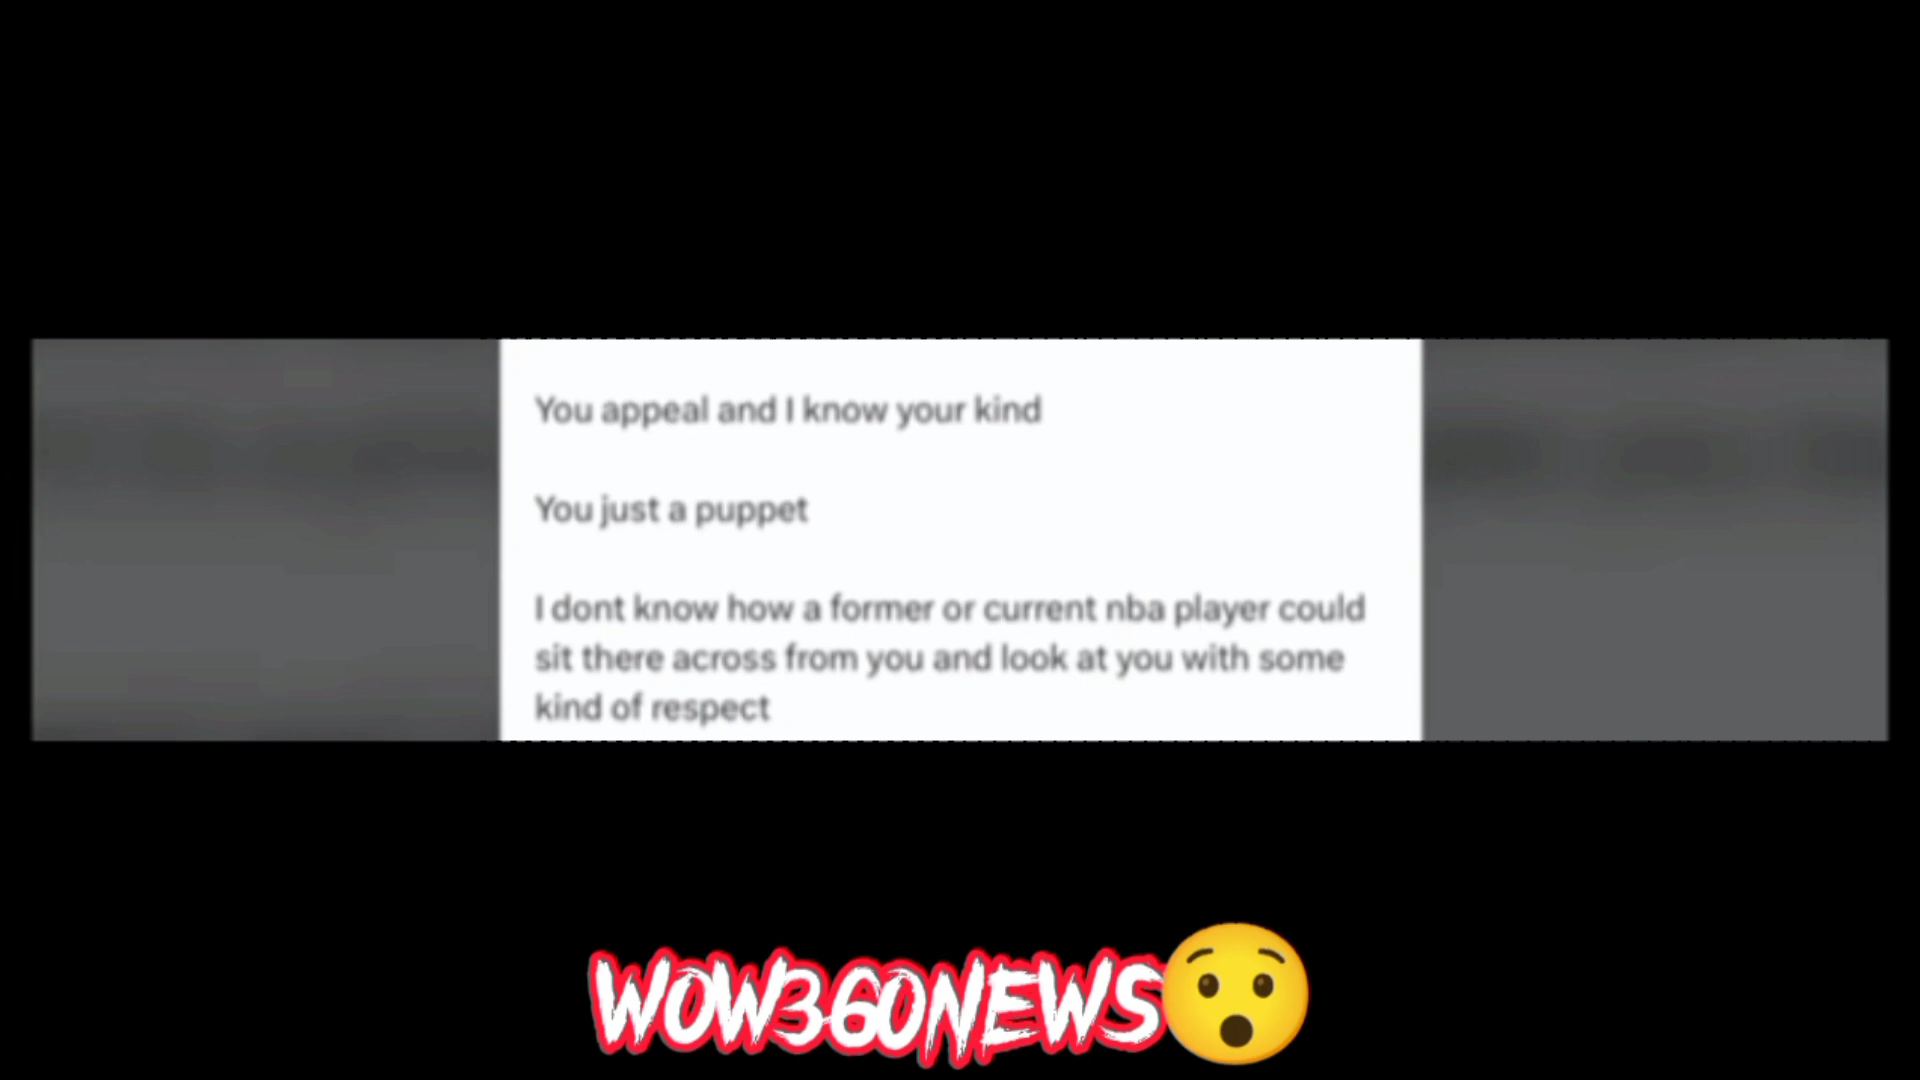 You appeal and I know your kind
You just a puppet
I dont know how a former or current nba player could
sit there across from you and look at you with some
kind of respect
WOW360NEWS